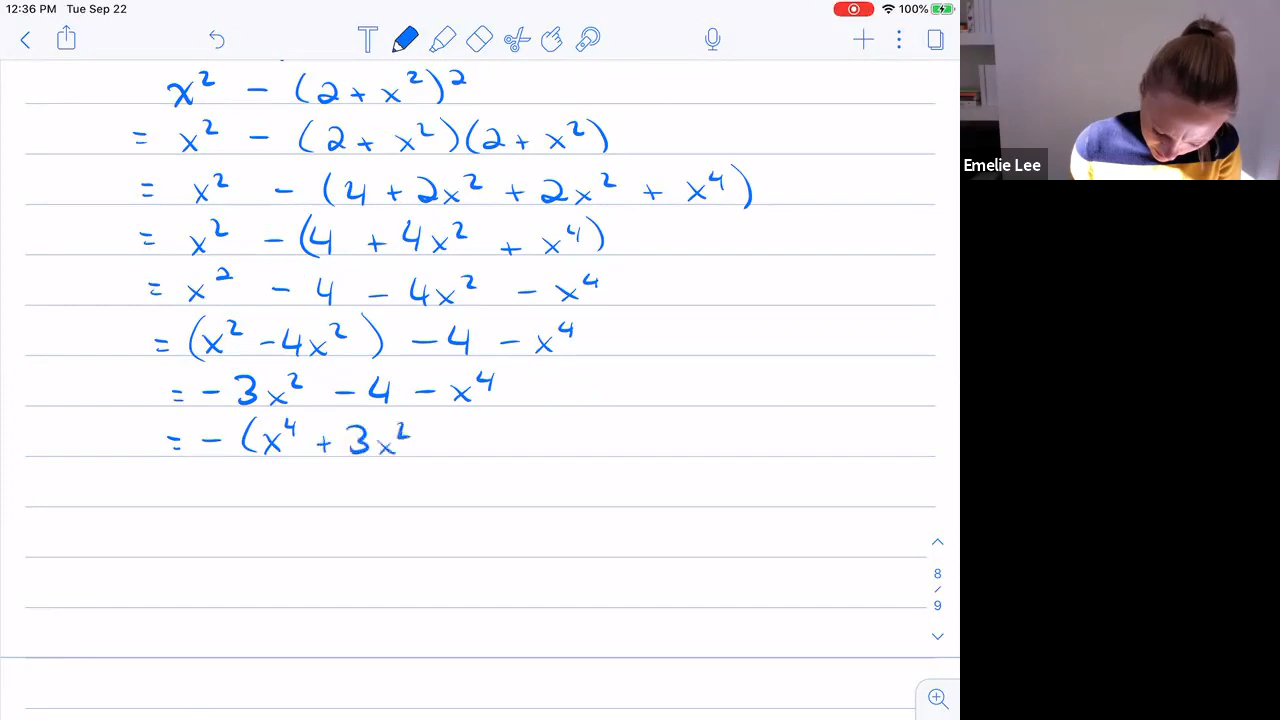 12:36 PM Tue Sep 22
100%
T
x² - (2 + x²)²
= x² - (2 + x²)(2 + x²)
= x² - (4 + 2x² + 2x² + x⁴)
= x² - (4 + 4x² + x⁴)
= x² - 4 - 4x² - x⁴
= (x² - 4x²) - 4 - x⁴
= - 3x² - 4 - x⁴
= - (x⁴ + 3x²
8
/
9
Emelie Lee